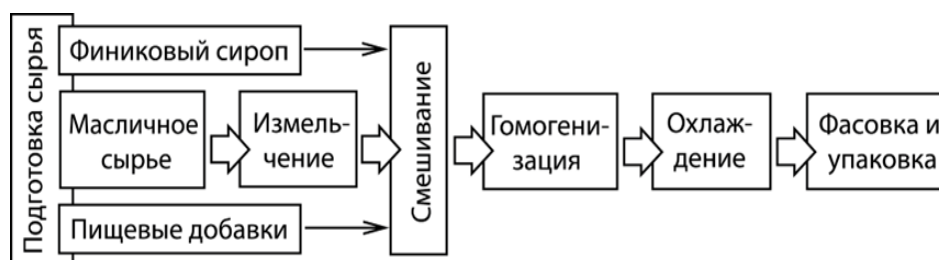 Подготовка сырья
Финиковый сироп
Масличное
сырье
Измель-
чение
Пищевые добавки
Смешивание
Гомогени-
зация
Охлаж-
дение
Фасовка и
упаковка